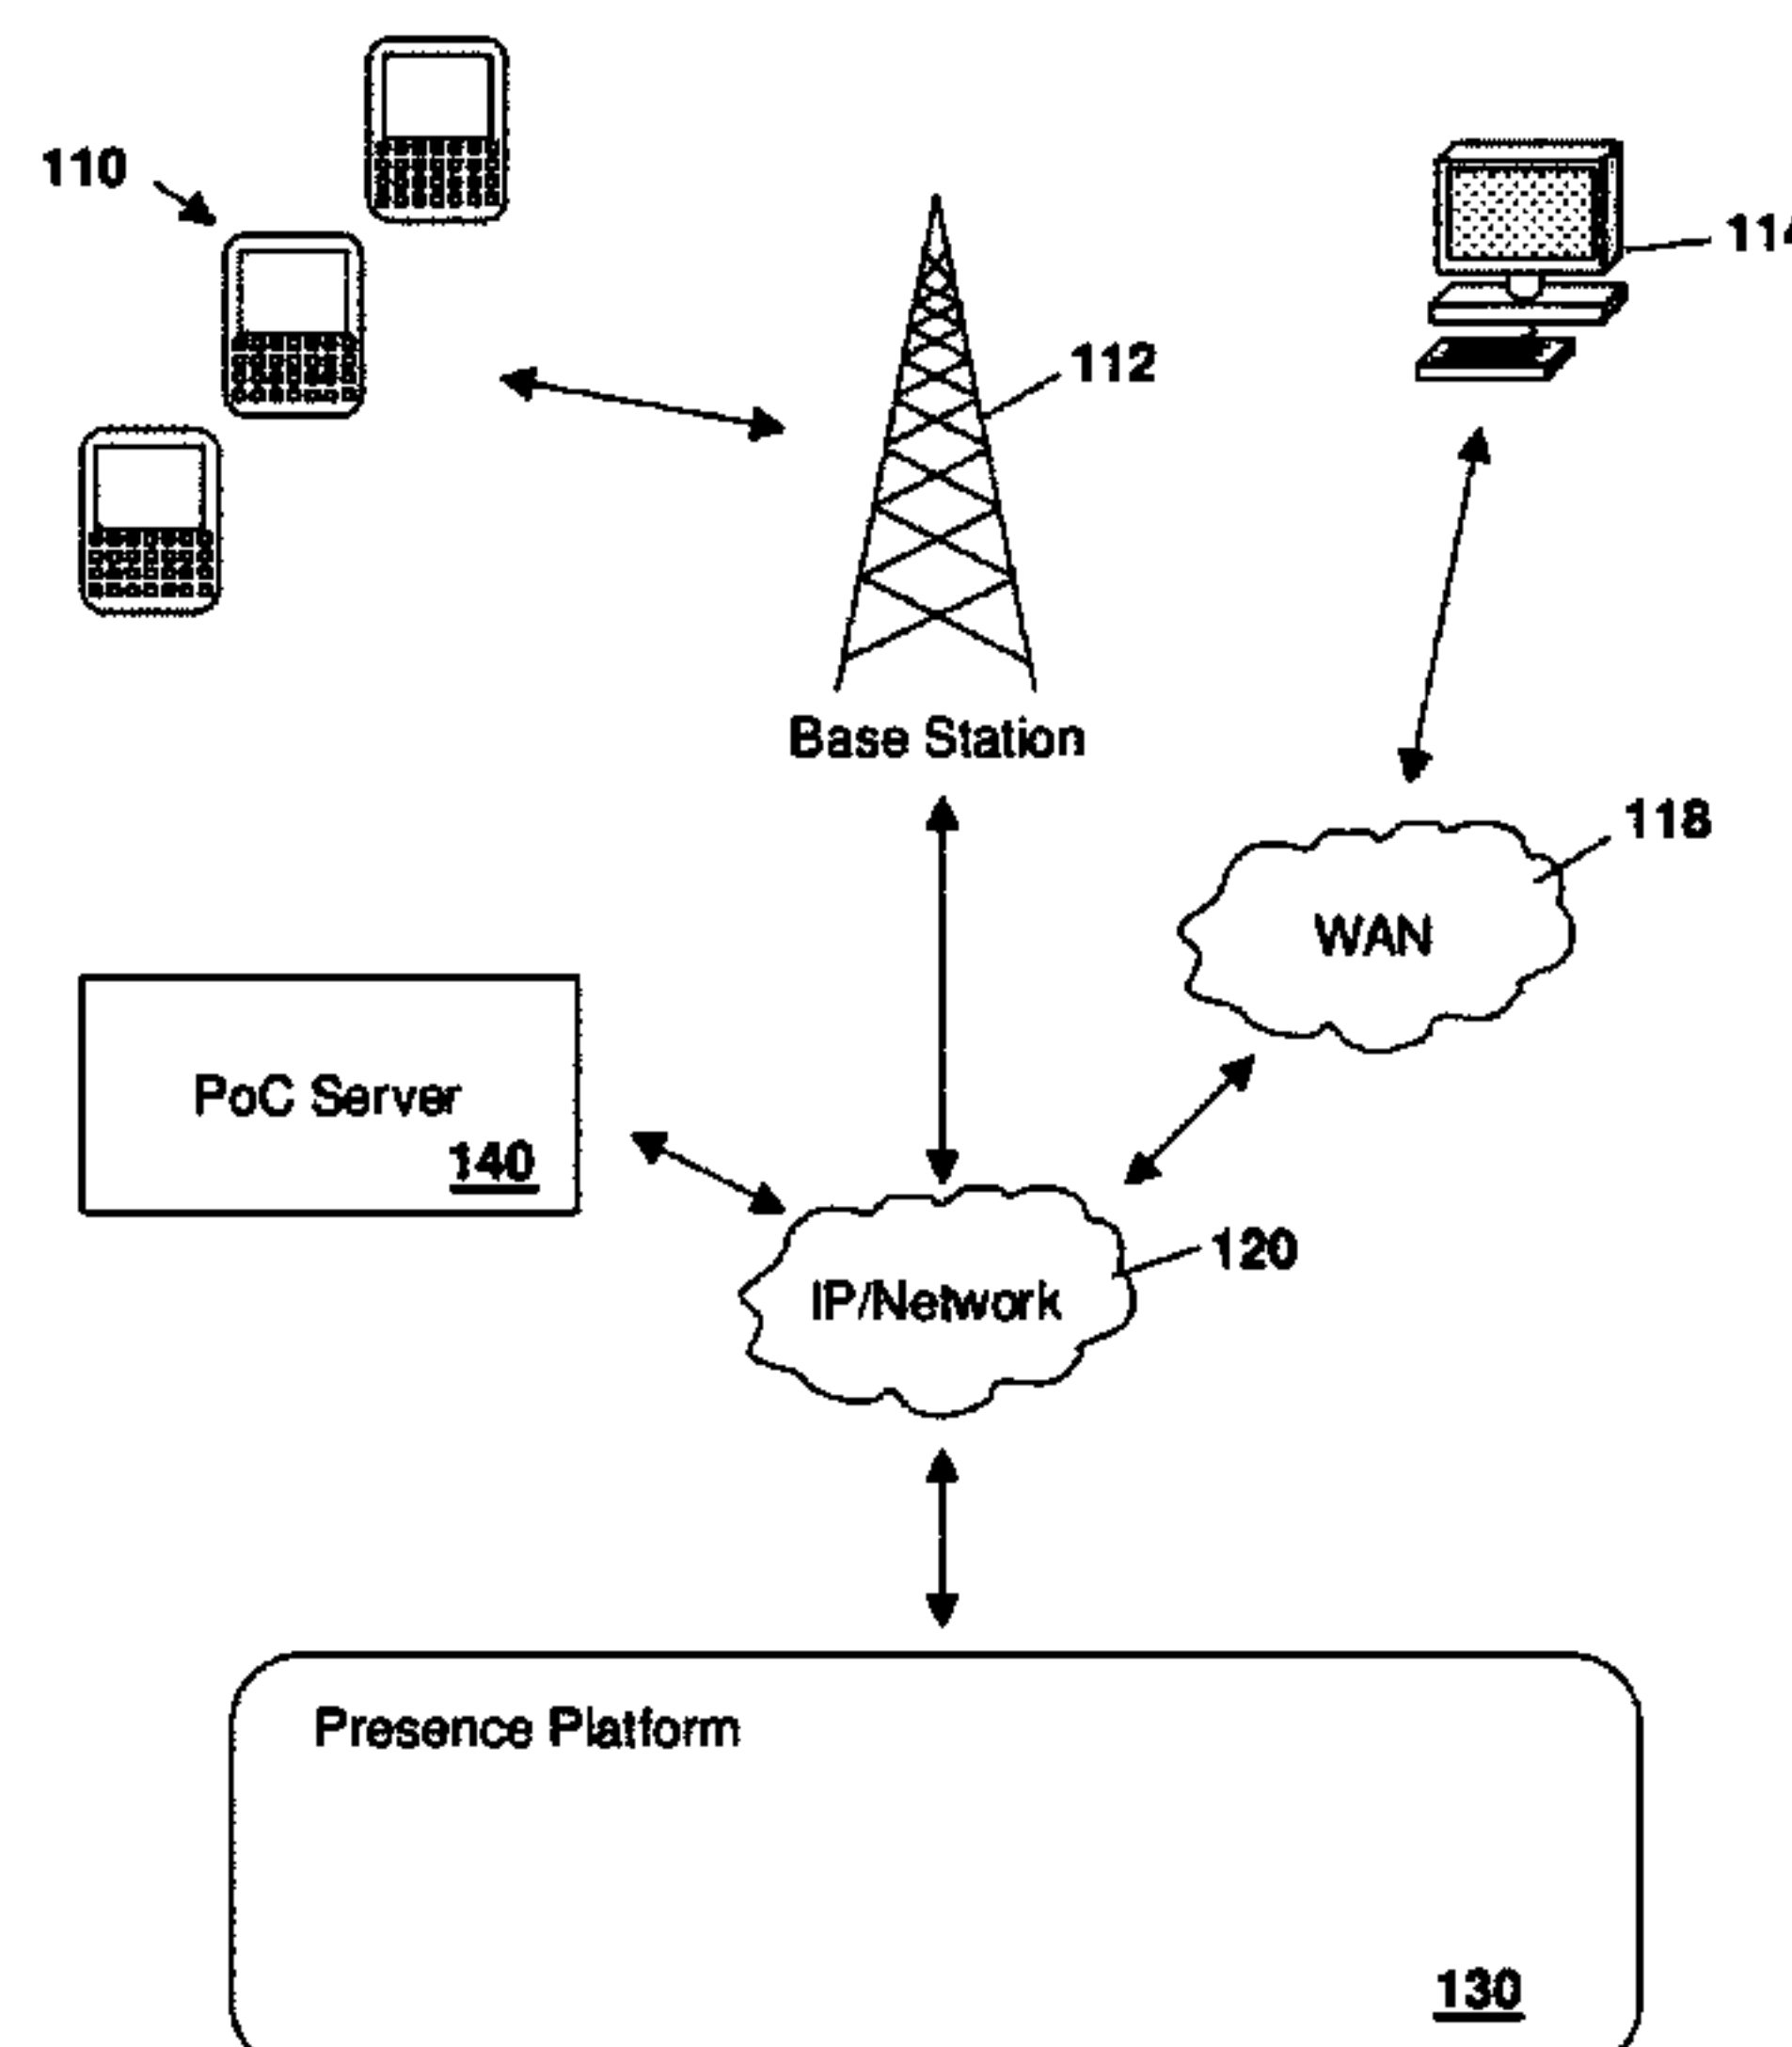 110
114
112
Base Station
118
WAN
PoC Server
140
120
IP/Network
Presence Platform
130